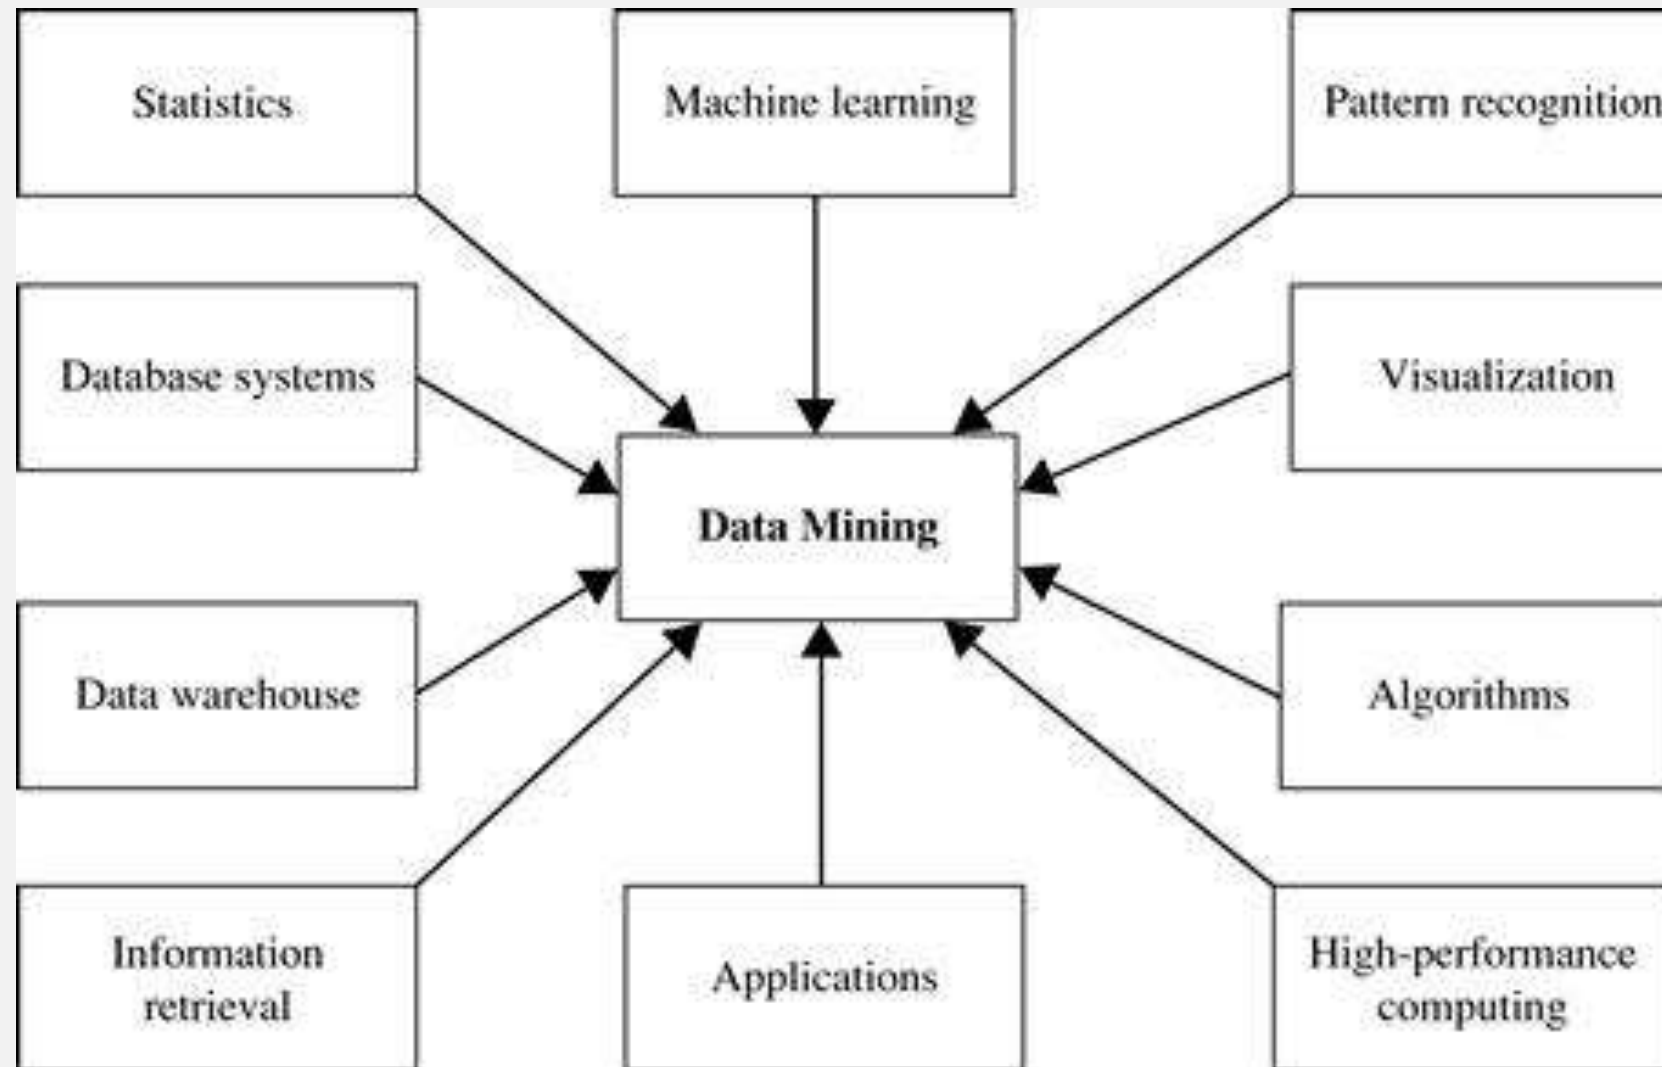 Statistics
Machine learning
Pattern recognition
Database systems
Visualization
Data Mining
Data warehouse
Algorithms
Information
retrieval
Applications
High-performance
computing